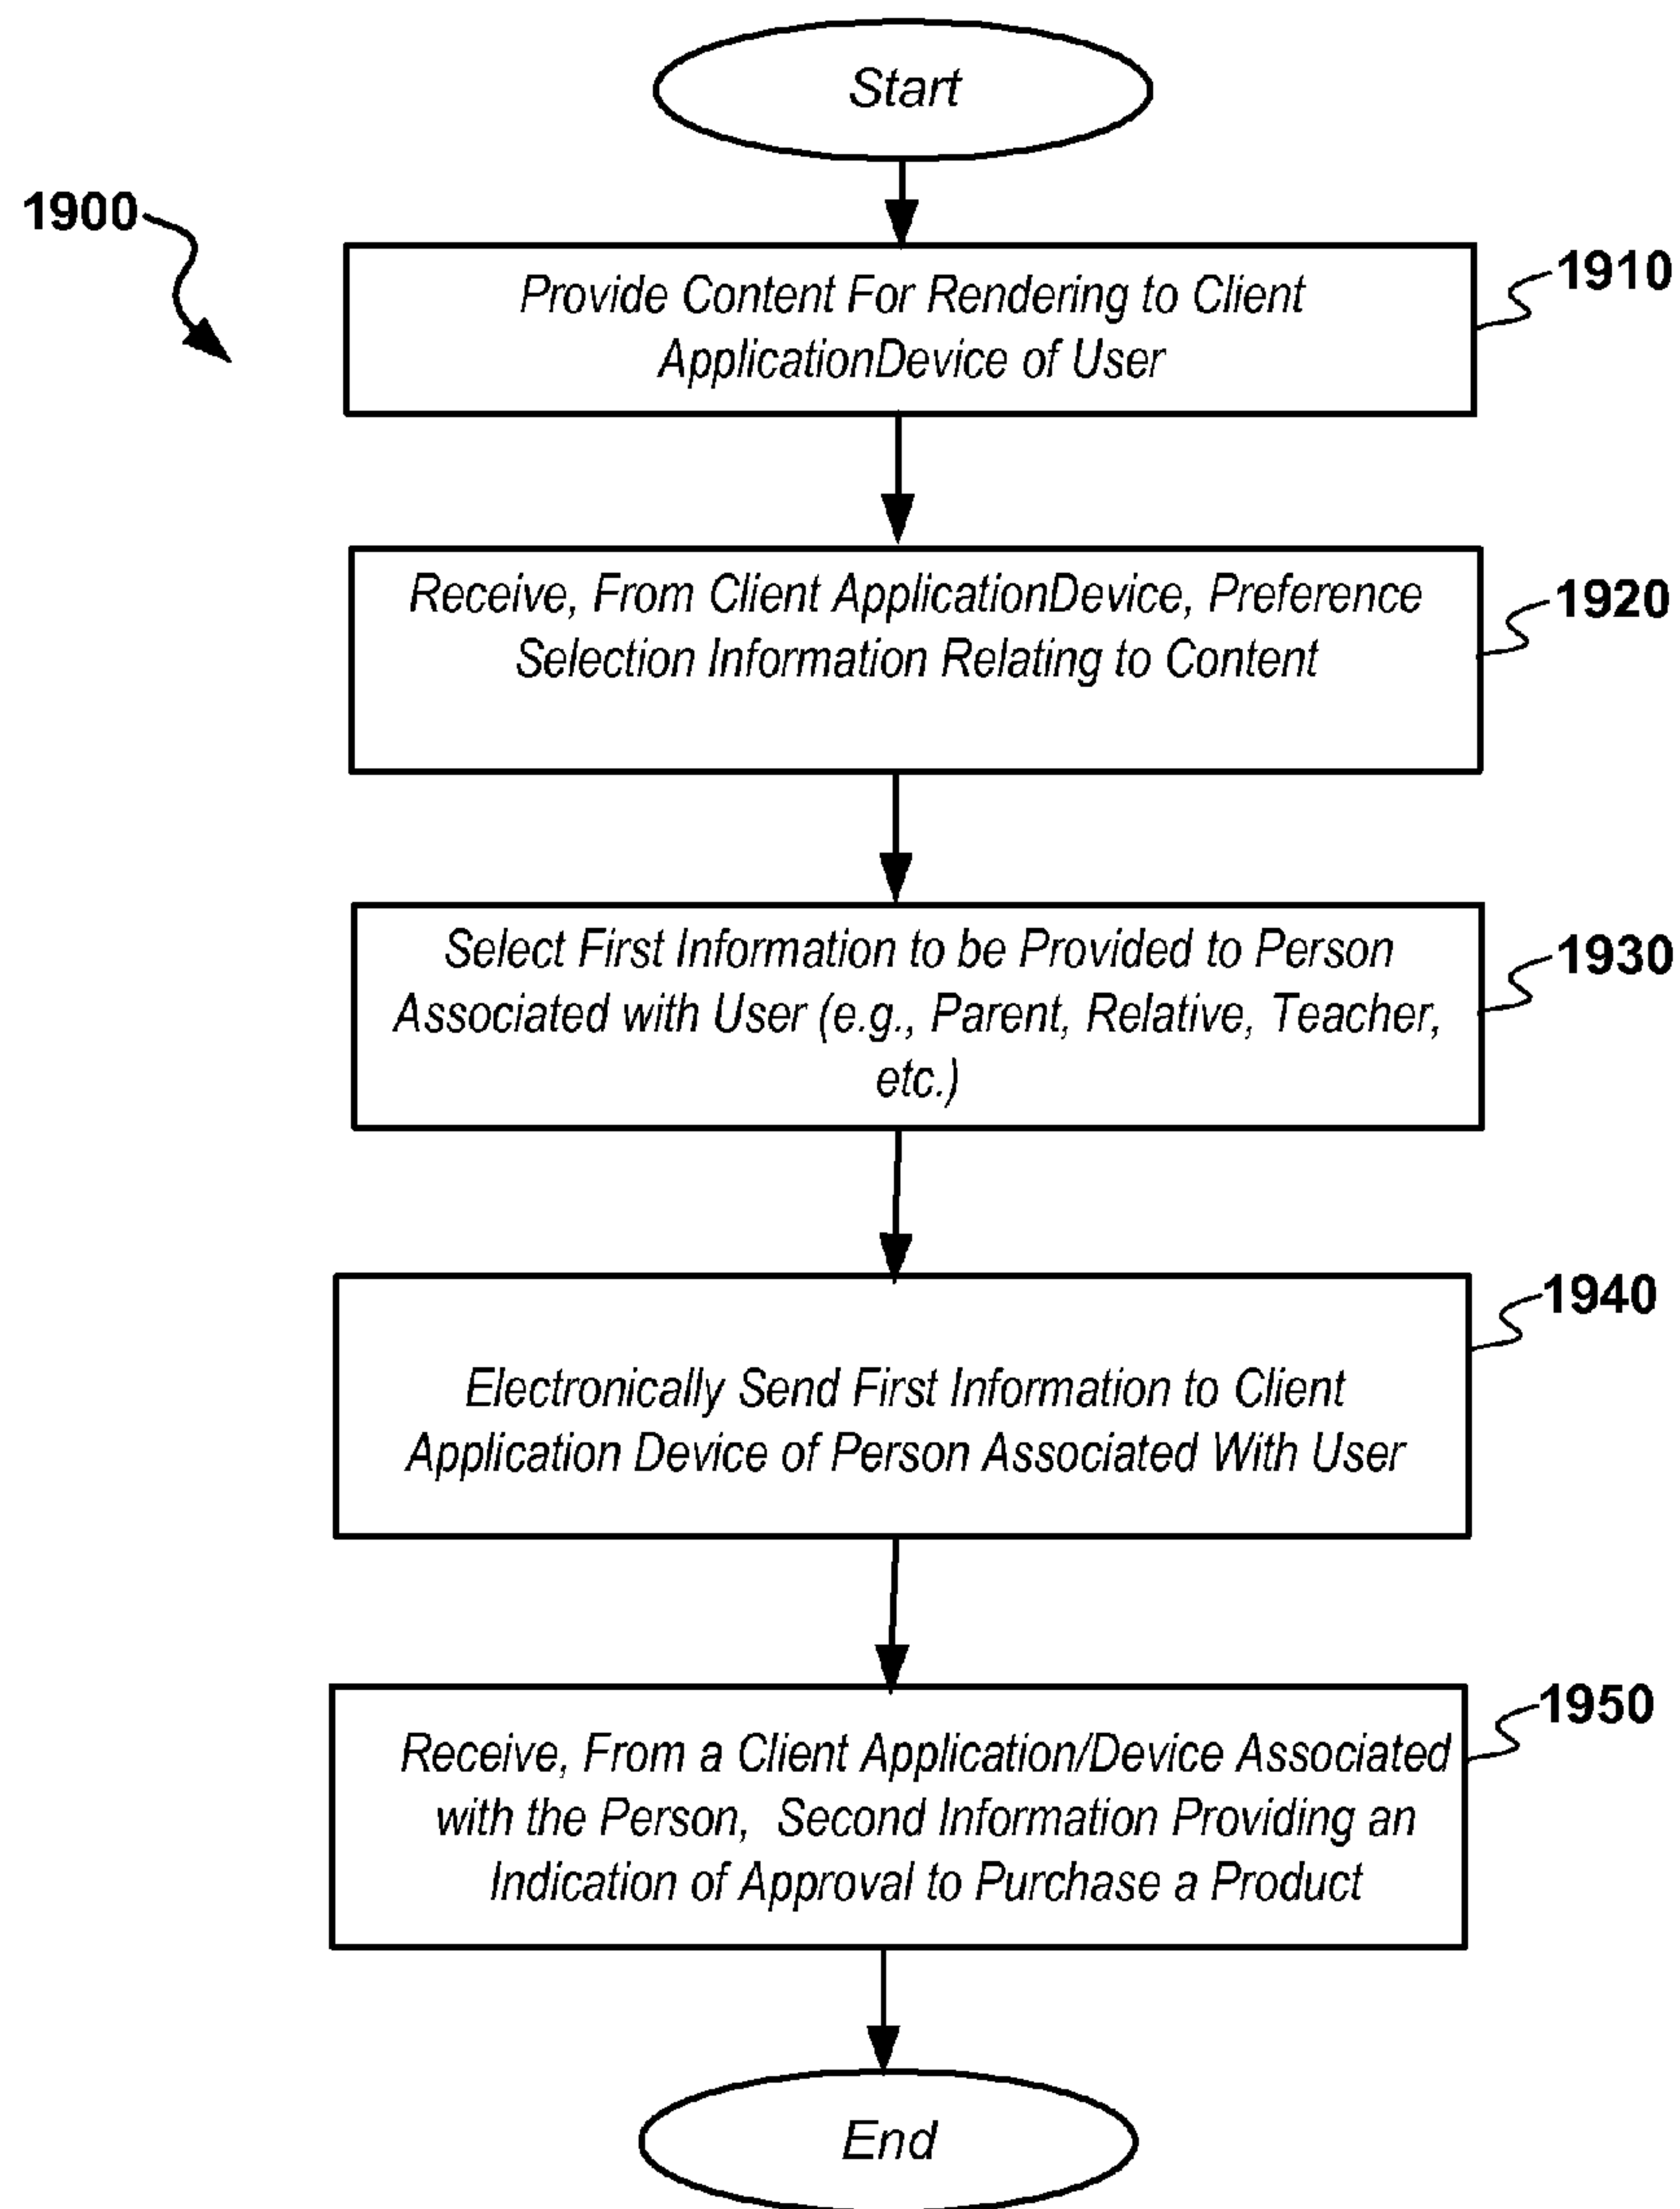 Start
1900
Provide Content For Rendering to Client
ApplicationDevice of User
1910
Receive, From Client ApplicationDevice, Preference
Selection Information Relating to Content
1920
Select First Information to be Provided to Person
Associated with User (e.g., Parent, Relative, Teacher,
etc.)
1930
Electronically Send First Information to Client
Application Device of Person Associated With User
1940
Receive, From a Client Application/Device Associated
with the Person, Second Information Providing an
Indication of Approval to Purchase a Product
1950
End